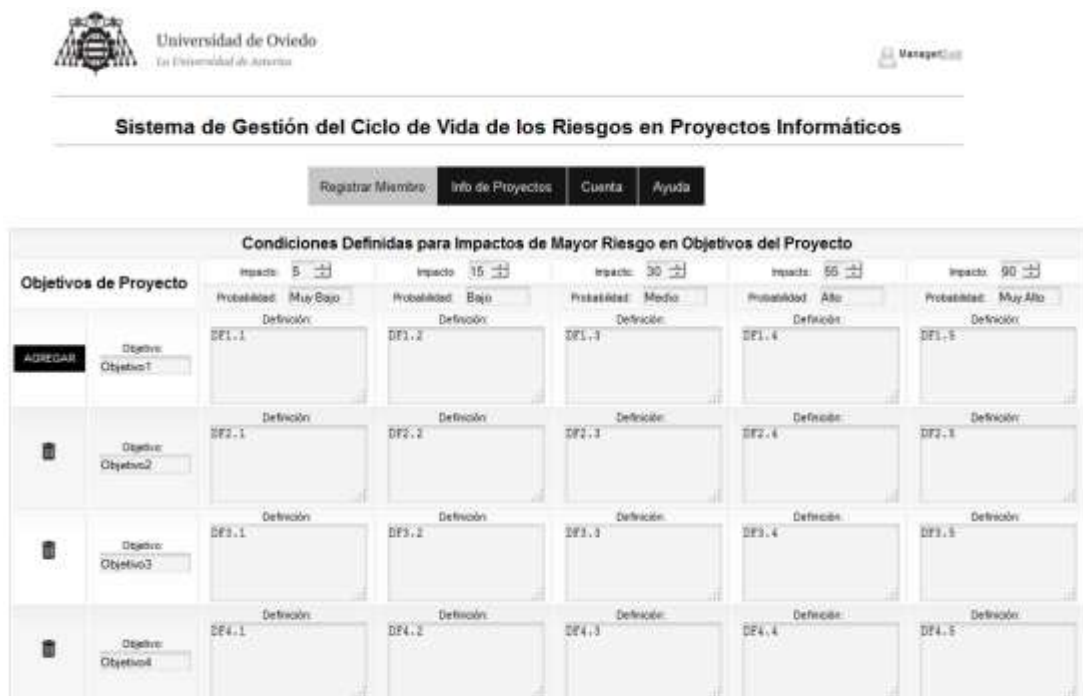 Universidad de Oviedo
La Universidad de Asturias
Manager
Sistema de Gestión del Ciclo de Vida de los Riesgos en Proyectos Informáticos
Registrar Miembro Info de Proyectos Cuenta Ayuda
Condiciones Definidas para Impactos de Mayor Riesgo en Objetivos del Proyecto
Objetivos de Proyecto
Impacto: 5 Impacto: 15 Impacto: 30 Impacto: 55 Impacto: 90
Probabilidad: Muy Bajo Probabilidad: Bajo Probabilidad: Medio Probabilidad: Alto Probabilidad: Muy Alto
Definición: Definición: Definición: Definición: Definición:
AGREGAR
Objetivo:
Objetivo1
DF1.1 DF1.2 DF1.3 DF1.4 DF1.5
Definición: Definición: Definición: Definición: Definición:
Objetivo:
Objetivo2
DF2.1 DF2.2 DF2.3 DF2.4 DF2.5
Definición: Definición: Definición: Definición: Definición:
Objetivo:
Objetivo3
DF3.1 DF3.2 DF3.3 DF3.4 DF3.5
Definición: Definición: Definición: Definición: Definición:
Objetivo:
Objetivo4
DF4.1 DF4.2 DF4.3 DF4.4 DF4.5